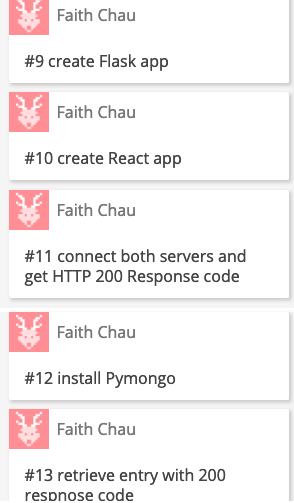 Faith Chau
#9 create Flask app
Faith Chau
#10 create React app
Faith Chau
#11 connect both servers and
get HTTP 200 Response code
Faith Chau
#12 install Pymongo
Faith Chau
#13 retrieve entry with 200
respnose code